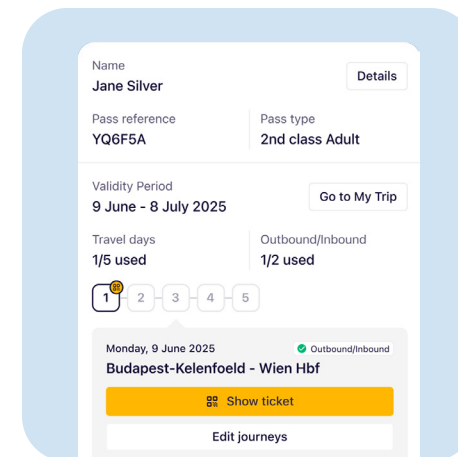 Name
Jane Silver
Details
Pass reference
YQ6F5A
Pass type
2nd class Adult
Validity Period
9 June - 8 July 2025
Go to My Trip
Travel days
1/5 used
Outbound/Inbound
1/2 used
1 2 3 4 5
Monday, 9 June 2025
Outbound/Inbound
Budapest-Kelenfoeld - Wien Hbf
Show ticket
Edit journeys